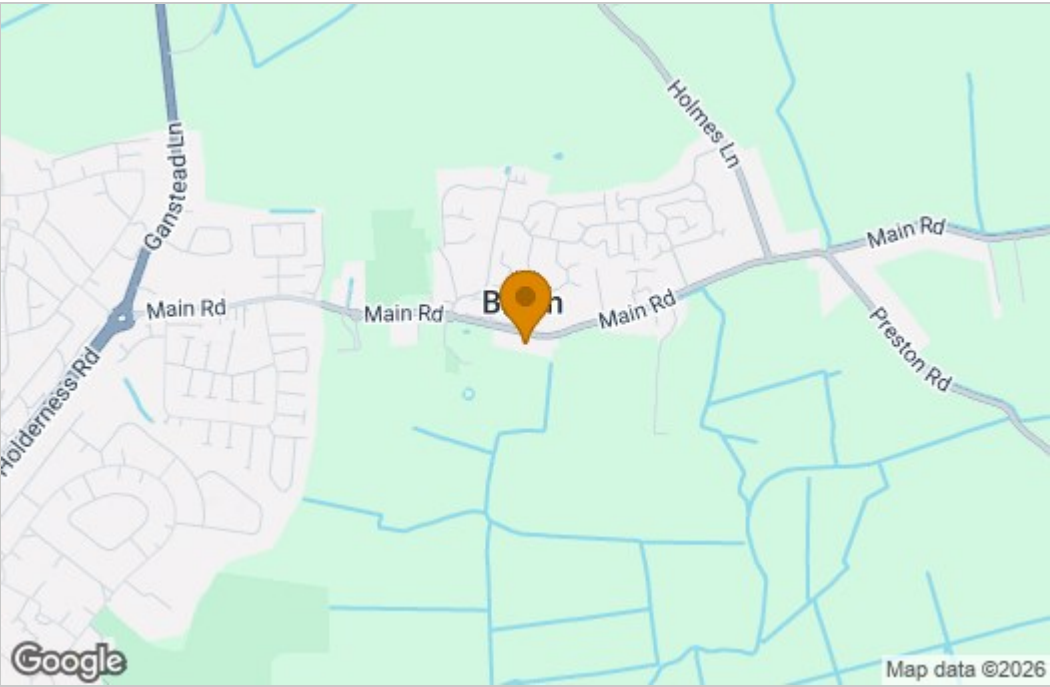 Holmes Ln
Ganstead Ln
Main Rd
Main Rd
Main Rd
Main Rd
Preston Rd
Holderness Rd
Google
Map data ©2026